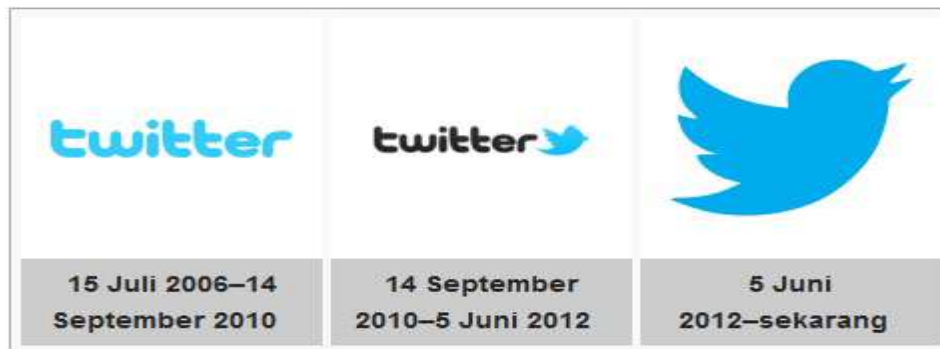 twitter
twitter
15 Juli 2006–14
September 2010
14 September
2010–5 Juni 2012
5 Juni
2012–sekarang